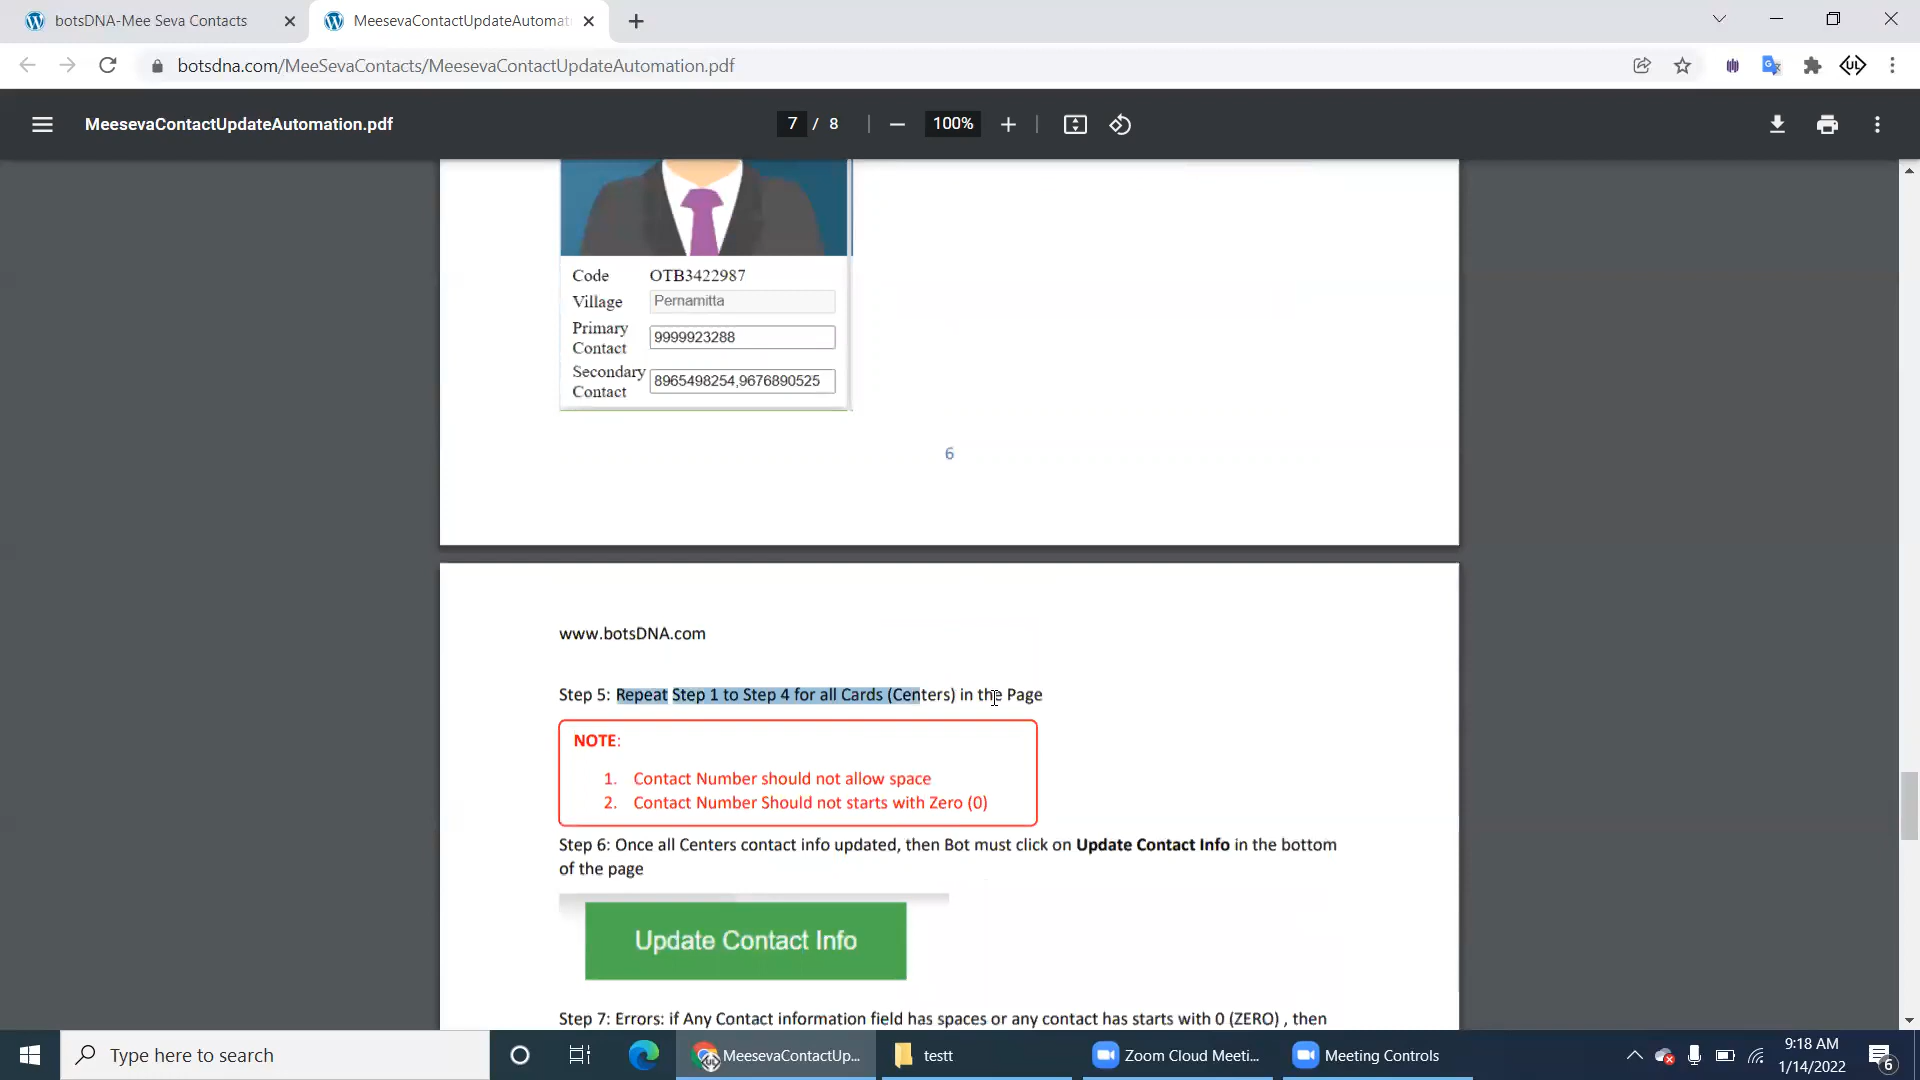 botsDNA-Mee Seva Contacts
MeesevaContactUpdateAutomat
botsdna.com/MeeSevaContacts/MeesevaContactUpdateAutomation.pdf
MeesevaContactUpdateAutomation.pdf
7 / 8
100%
Code OTB3422987
Village Pernamitta
Primary Contact 9999923288
Secondary Contact 8965498254,9676890525
6
www.botsDNA.com
Step 5: Repeat Step 1 to Step 4 for all Cards (Centers) in the Page
NOTE:
1. Contact Number should not allow space
2. Contact Number Should not starts with Zero (0)
Step 6: Once all Centers contact info updated, then Bot must click on Update Contact Info in the bottom
of the page
Update Contact Info
Step 7: Errors: if Any Contact information field has spaces or any contact has starts with 0 (ZERO) , then
Type here to search
MeesevaContactUp...
testt
Zoom Cloud Meeti...
Meeting Controls
9:18 AM
1/14/2022
6